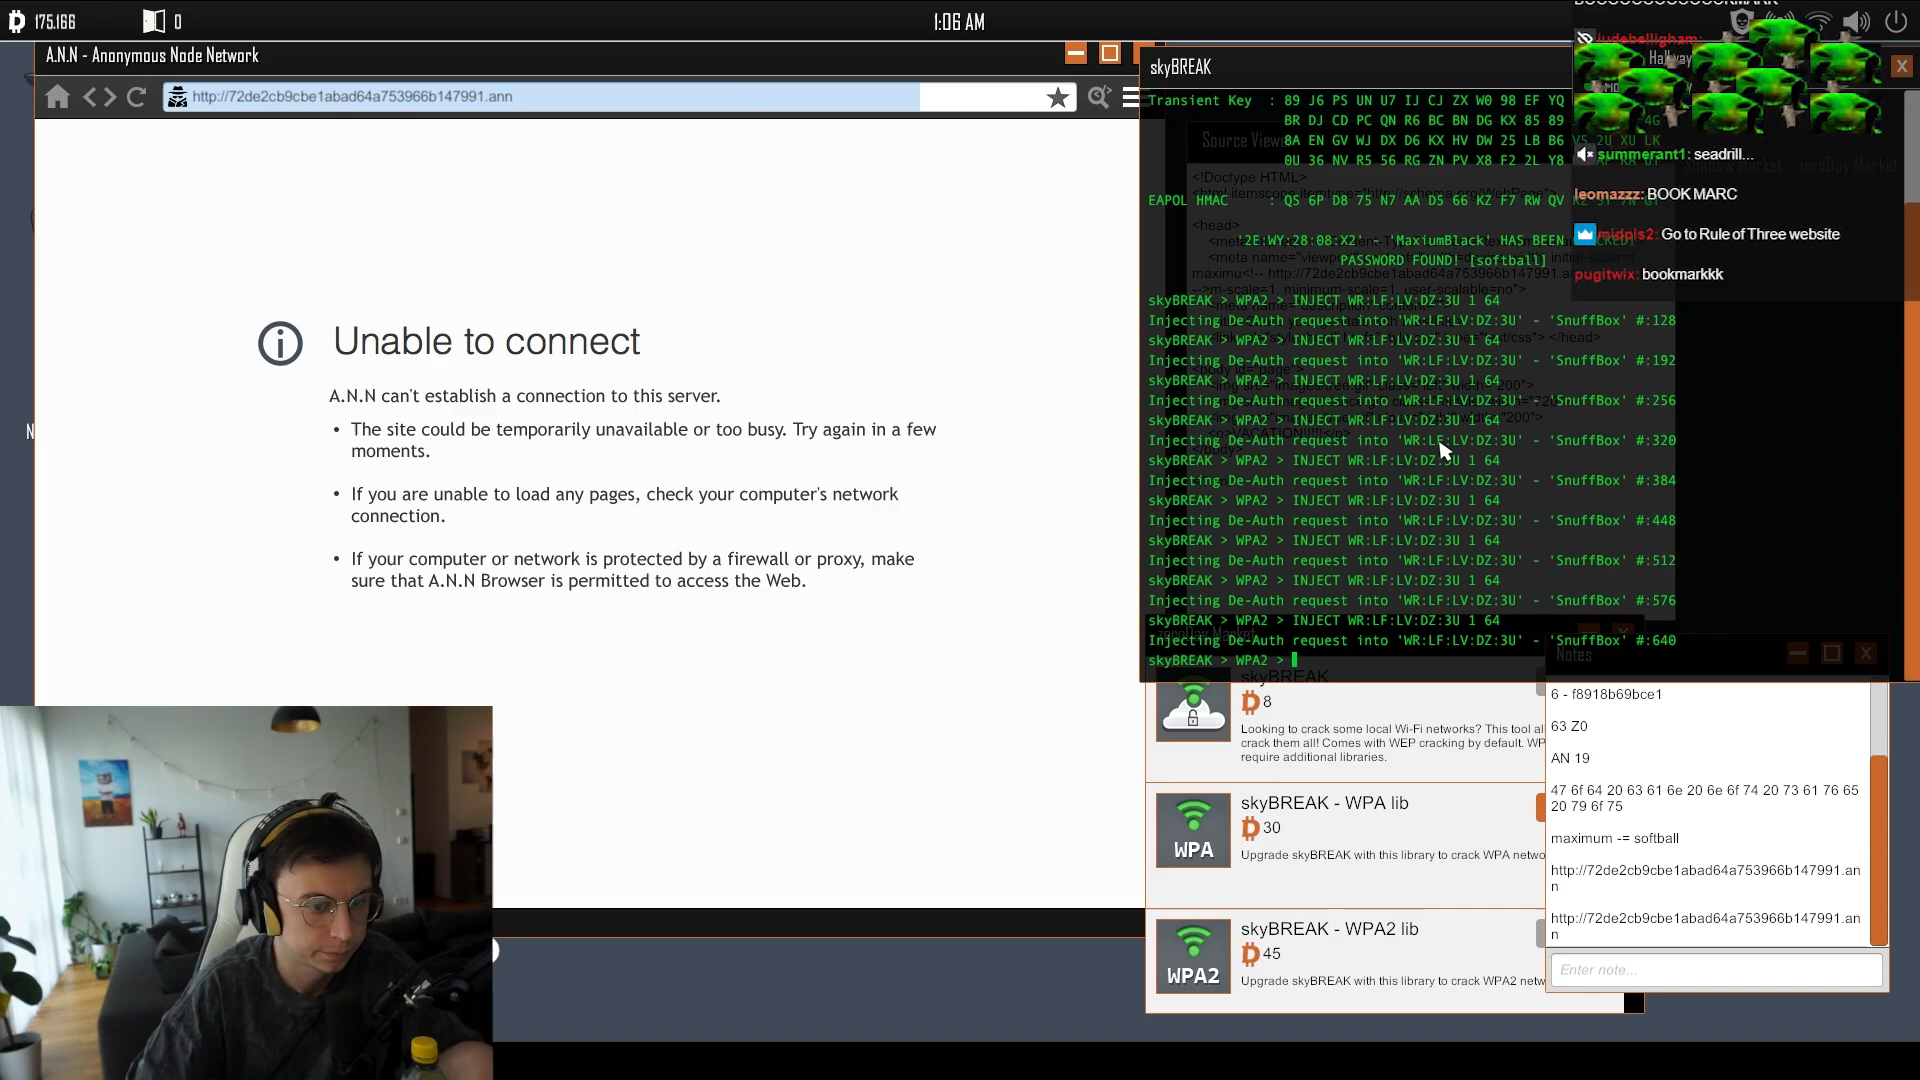 175.166
0
1:06 AM
A.N.N - Anonymous Node Network
http://72de2cb9cbe1abad64a753966b147991.ann
Unable to connect
A.N.N can't establish a connection to this server.
• The site could be temporarily unavailable or too busy. Try again in a few
moments.
• If you are unable to load any pages, check your computer's network
connection.
• If your computer or network is protected by a firewall or proxy, make
sure that A.N.N Browser is permitted to access the Web.
skyBREAK
Transient Key : 89 J6 PS UN U7 IJ CJ ZX W0 98 EF YQ
BR DJ CD PC QN R6 BC BN DG KX 85 89
8A EN GV WJ DX D6 KX HV DW 25 LB B6 V5 2U XU LK
0U 36 NV R5 56 RG ZN PV X8 F2 2L Y8
EAPOL HMAC : QS 6P D8 75 N7 AA D5 66 KZ F7 RW QV
'2E:WY:28:08:X2' - 'MaxiumBlack' HAS BEEN
PASSWORD FOUND! [softball]
skyBREAK > WPA2 > INJECT WR:LF:LV:DZ:3U 1 64
Injecting De-Auth request into 'WR:LF:LV:DZ:3U' - 'SnuffBox' #:128
skyBREAK > WPA2 > INJECT WR:LF:LV:DZ:3U 1 64
Injecting De-Auth request into 'WR:LF:LV:DZ:3U' - 'SnuffBox' #:192
skyBREAK > WPA2 > INJECT WR:LF:LV:DZ:3U 1 64
Injecting De-Auth request into 'WR:LF:LV:DZ:3U' - 'SnuffBox' #:256
skyBREAK > WPA2 > INJECT WR:LF:LV:DZ:3U 1 64
Injecting De-Auth request into 'WR:LF:LV:DZ:3U' - 'SnuffBox' #:320
skyBREAK > WPA2 > INJECT WR:LF:LV:DZ:3U 1 64
Injecting De-Auth request into 'WR:LF:LV:DZ:3U' - 'SnuffBox' #:384
skyBREAK > WPA2 > INJECT WR:LF:LV:DZ:3U 1 64
Injecting De-Auth request into 'WR:LF:LV:DZ:3U' - 'SnuffBox' #:448
skyBREAK > WPA2 > INJECT WR:LF:LV:DZ:3U 1 64
Injecting De-Auth request into 'WR:LF:LV:DZ:3U' - 'SnuffBox' #:512
skyBREAK > WPA2 > INJECT WR:LF:LV:DZ:3U 1 64
Injecting De-Auth request into 'WR:LF:LV:DZ:3U' - 'SnuffBox' #:576
skyBREAK > WPA2 > INJECT WR:LF:LV:DZ:3U 1 64
Injecting De-Auth request into 'WR:LF:LV:DZ:3U' - 'SnuffBox' #:640
skyBREAK > WPA2 >
judebelligham:
summerant1: seadrill...
leomazzz: BOOK MARC
midnis2: Go to Rule of Three website
pugitwix: bookmarkkk
skyBREAK
8
Looking to crack some local Wi-Fi networks? This tool al
crack them all! Comes with WEP cracking by default. WP
require additional libraries.
skyBREAK - WPA lib
30
WPA
Upgrade skyBREAK with this library to crack WPA netwo
skyBREAK - WPA2 lib
45
WPA2
Upgrade skyBREAK with this library to crack WPA2 netw
Notes
6 - f8918b69bce1
63 Z0
AN 19
47 6f 64 20 63 61 6e 20 6e 6f 74 20 73 61 76 65
20 79 6f 75
maximum -= softball
http://72de2cb9cbe1abad64a753966b147991.an
n
http://72de2cb9cbe1abad64a753966b147991.an
n
Enter note...